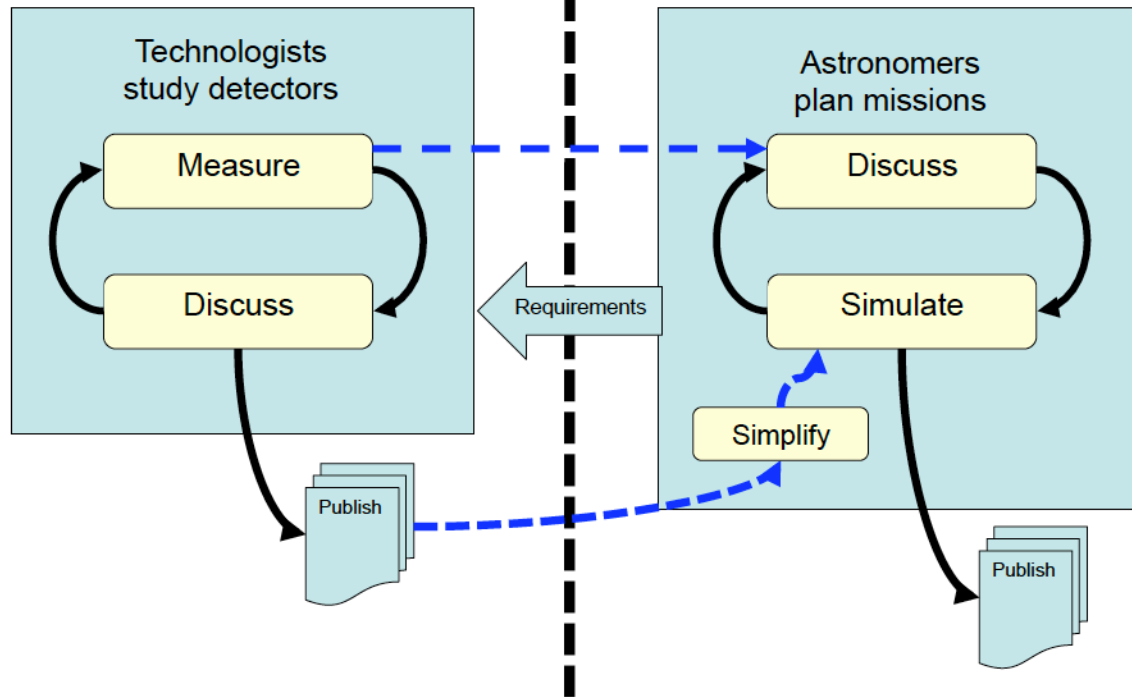 Technologists
study detectors
Measure
Discuss
Publish
Requirements
Astronomers
plan missions
Discuss
Simulate
Simplify
Publish